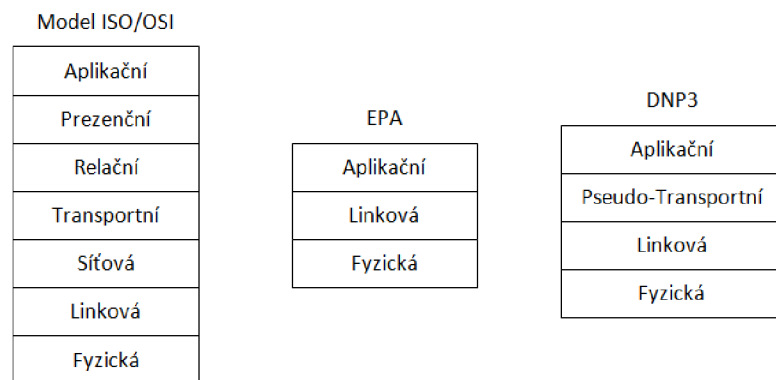 Model ISO/OSI
Aplikační
Prezenční
Relační
Transportní
Síťová
Linková
Fyzická
EPA
Aplikační
Linková
Fyzická
DNP3
Aplikační
Pseudo-Transportní
Linková
Fyzická